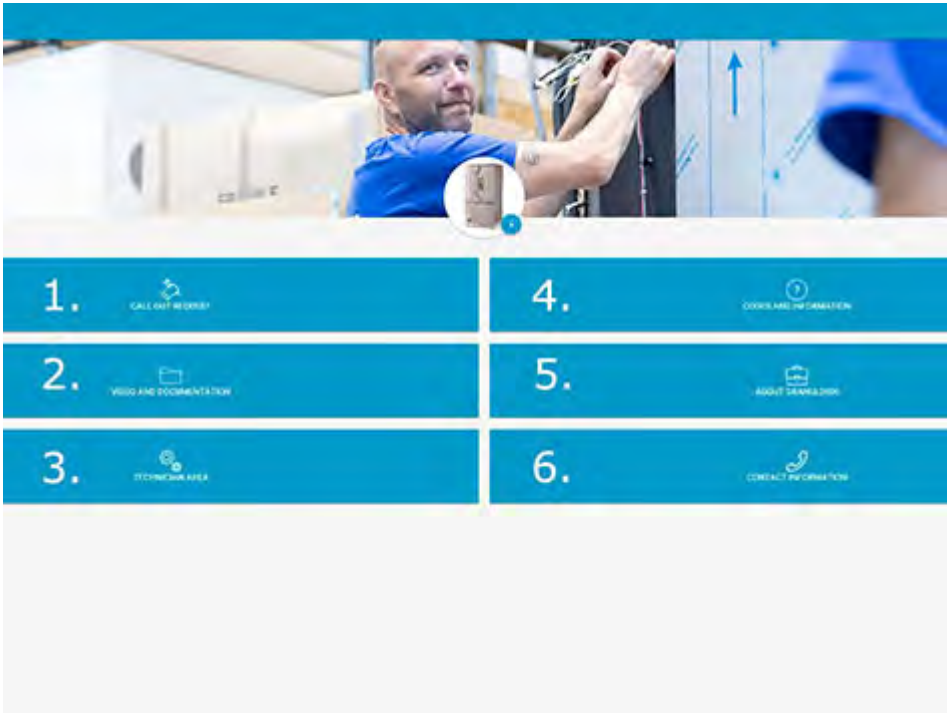 1.
CALL OUT REQUEST
2.
VIDEO AND DOCUMENTATION
3.
TECHNICIAN AREA
4.
CODES AND INFORMATION
5.
ABOUT GRANULDISK
6.
CONTACT INFORMATION